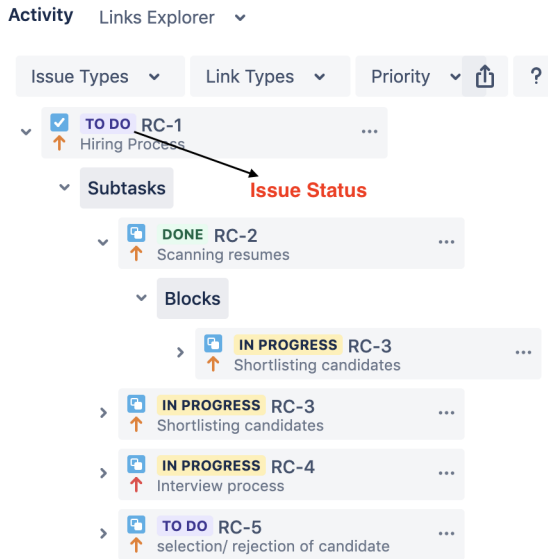 Activity Links Explorer
Issue Types Link Types Priority ?
TO DO RC-1
Hiring Process
Issue Status
Subtasks
DONE RC-2
Scanning resumes
Blocks
IN PROGRESS RC-3
Shortlisting candidates
IN PROGRESS RC-3
Shortlisting candidates
IN PROGRESS RC-4
Interview process
TO DO RC-5
selection/ rejection of candidate